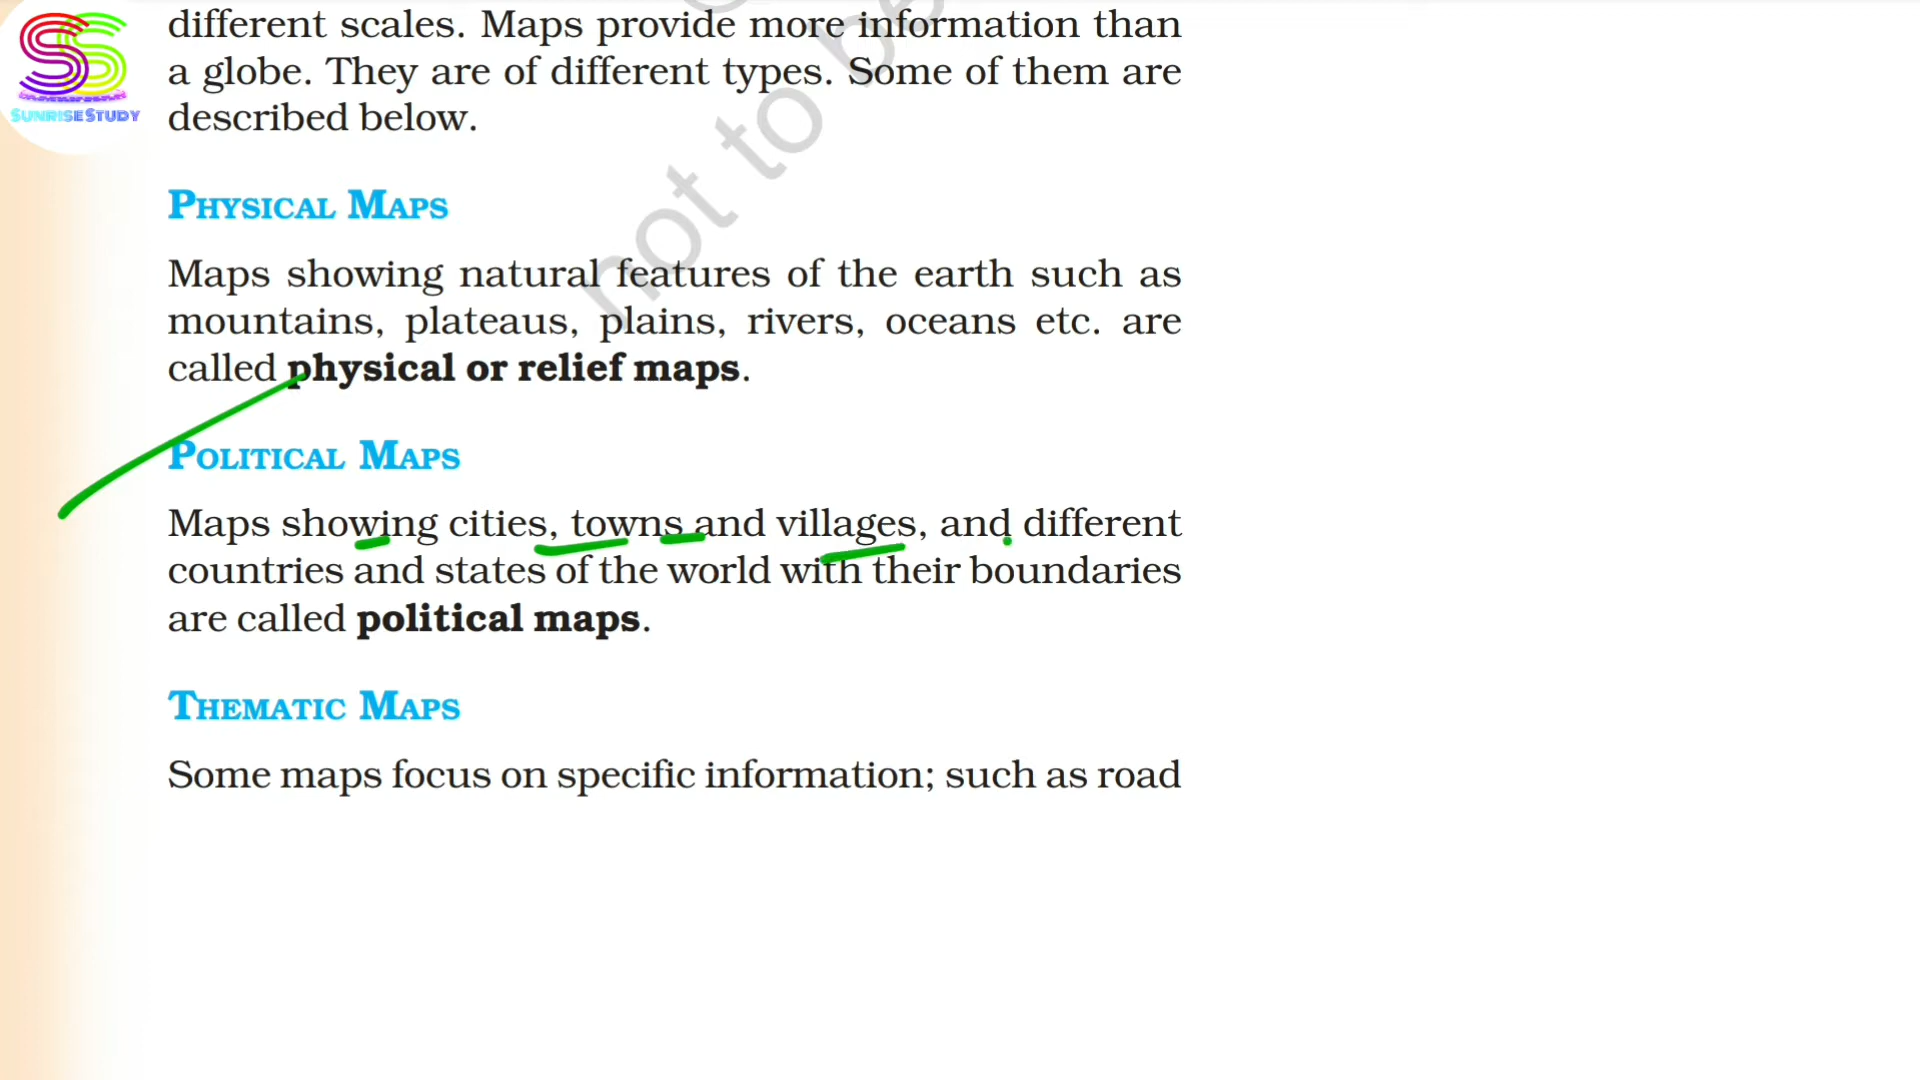 SUNRISESTUDY
different scales. Maps provide more information than
a globe. They are of different types. Some of them are
described below.
PHYSICAL MAPS
Maps showing natural features of the earth such as
mountains, plateaus, plains, rivers, oceans etc. are
called physical or relief maps.
POLITICAL MAPS
Maps showing cities, towns and villages, and different
countries and states of the world with their boundaries
are called political maps.
THEMATIC MAPS
Some maps focus on specific information; such as road
not to be